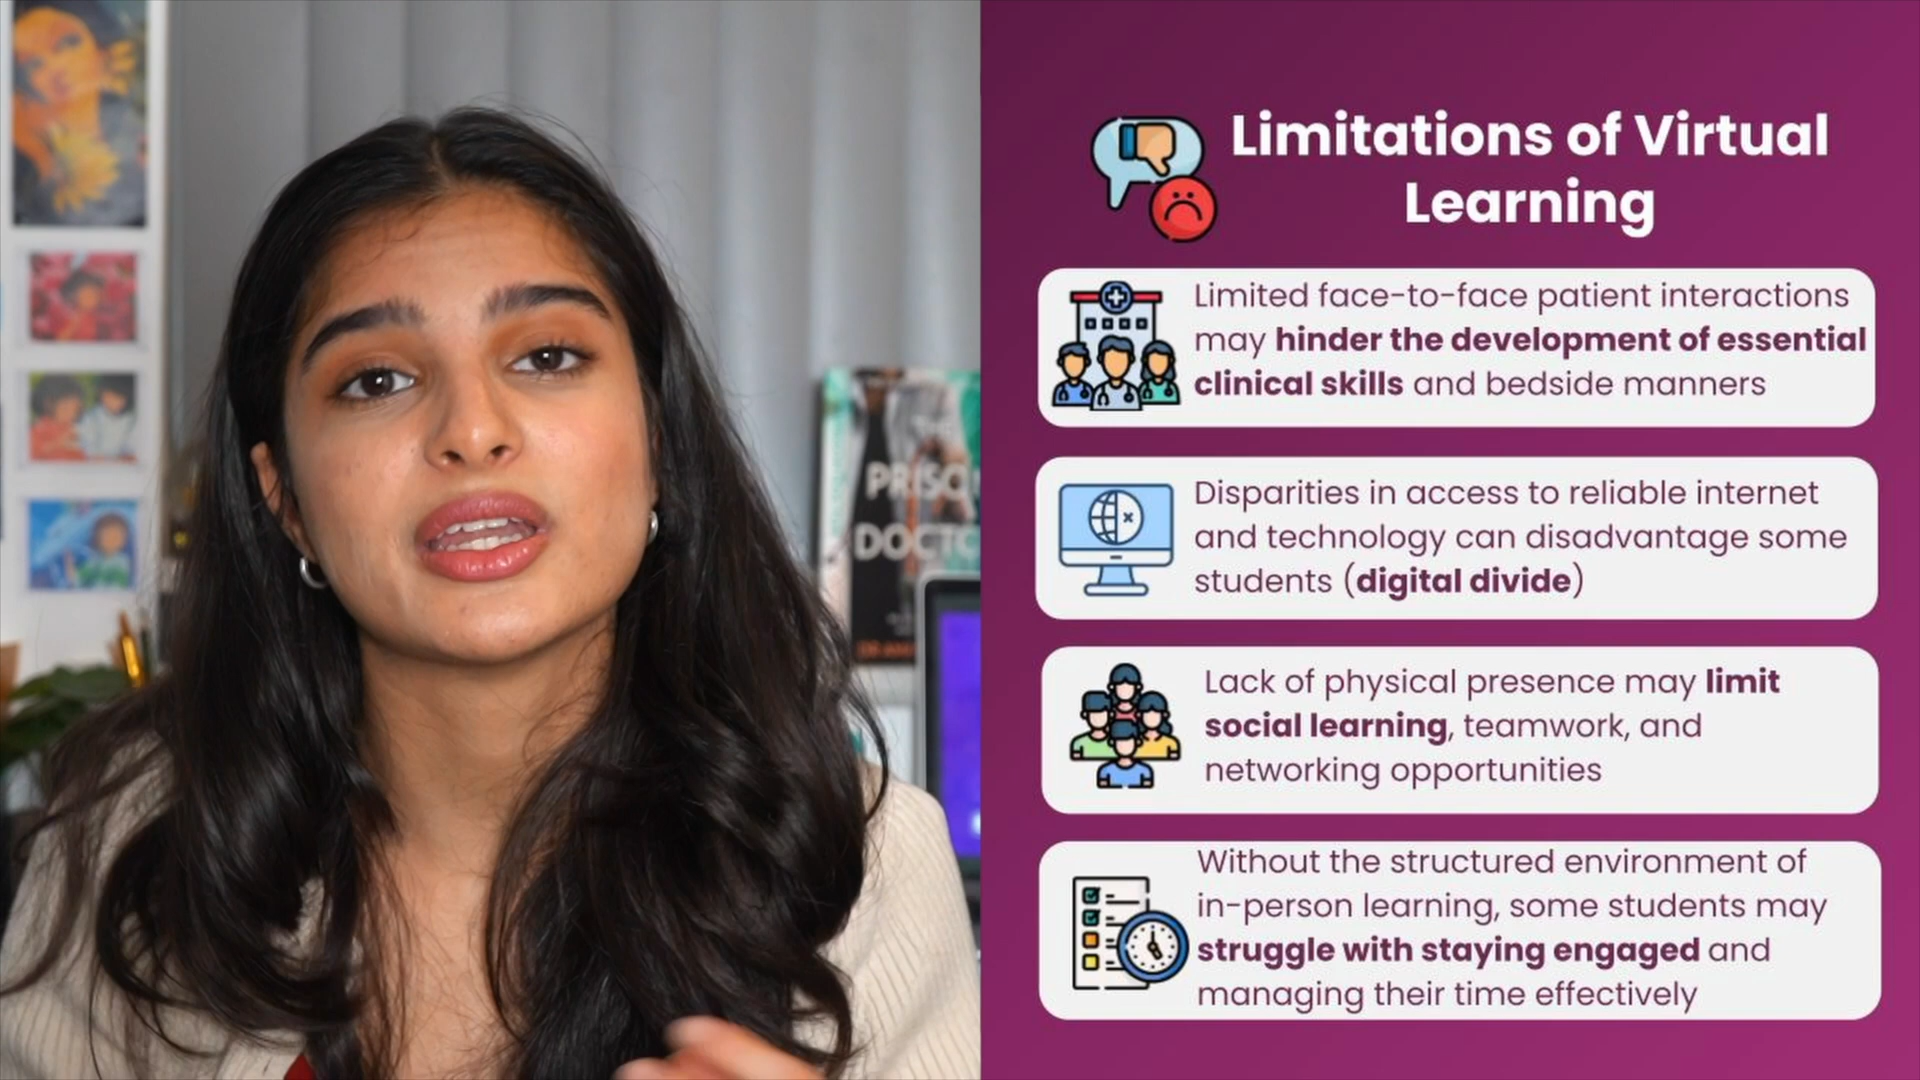 PRISO
DOCTO
Limitations of Virtual
Learning
Limited face-to-face patient interactions
may hinder the development of essential
clinical skills and bedside manners
Disparities in access to reliable internet
and technology can disadvantage some
students (digital divide)
Lack of physical presence may limit
social learning, teamwork, and
networking opportunities
Without the structured environment of
in-person learning, some students may
struggle with staying engaged and
managing their time effectively